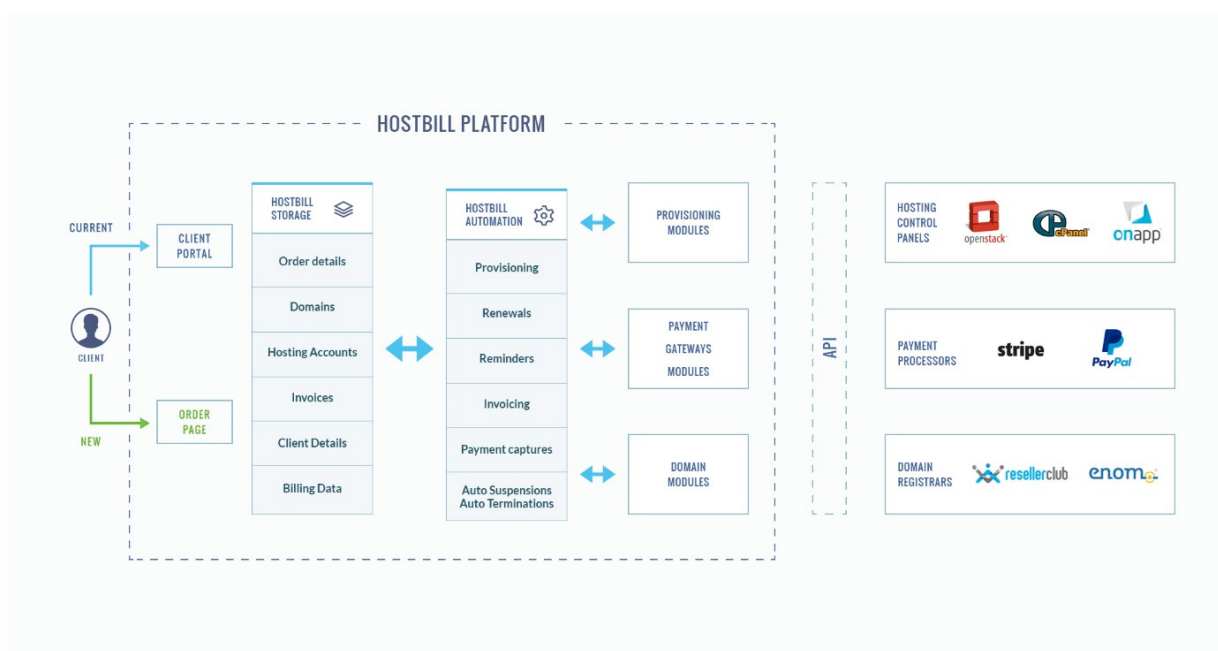 HOSTBILL PLATFORM
CURRENT
CLIENT
PORTAL
CLIENT
NEW
ORDER
PAGE
HOSTBILL
STORAGE
Order details
Domains
Hosting Accounts
Invoices
Client Details
Billing Data
HOSTBILL
AUTOMATION
Provisioning
Renewals
Reminders
Invoicing
Payment captures
Auto Suspensions
Auto Terminations
PROVISIONING
MODULES
PAYMENT
GATEWAYS
MODULES
DOMAIN
MODULES
API
HOSTING
CONTROL
PANELS
openstack
cPanel
onapp
PAYMENT
PROCESSORS
stripe
PayPal
DOMAIN
REGISTRARS
resellerclub
enom